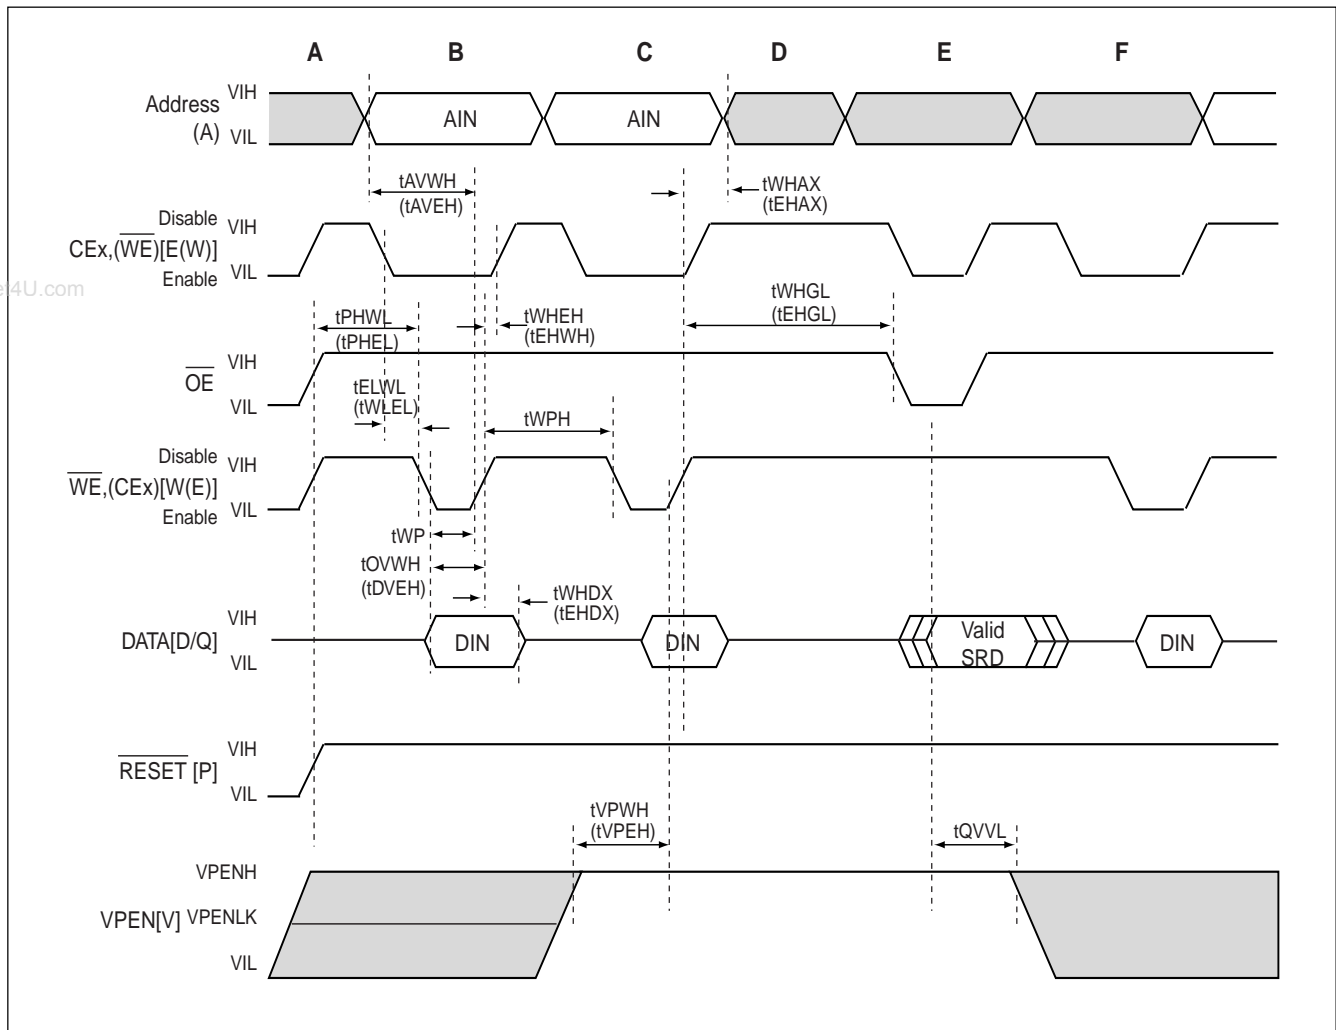 A B C D E F
Address (A) VIH VIL
AIN AIN
tAVWH (tAVEH)
tWHAX (tEHAX)
Disable VIH
CEx,(WE)[E(W)]
Enable VIL
et4U.com
tPHWL (tPHEL)
tWHEH (tEHWH)
tWHGL (tEHGL)
OE VIH VIL
tELWL (tWLEL)
tWPH
Disable VIH
WE,(CEx)[W(E)]
Enable VIL
tWP
tOVWH (tDVEH)
tWHDX (tEHDX)
DATA[D/Q] VIH VIL
DIN DIN Valid SRD DIN
RESET [P] VIH VIL
tVPWH (tVPEH)
tQVVL
VPENH
VPEN[V] VPENLK
VIL